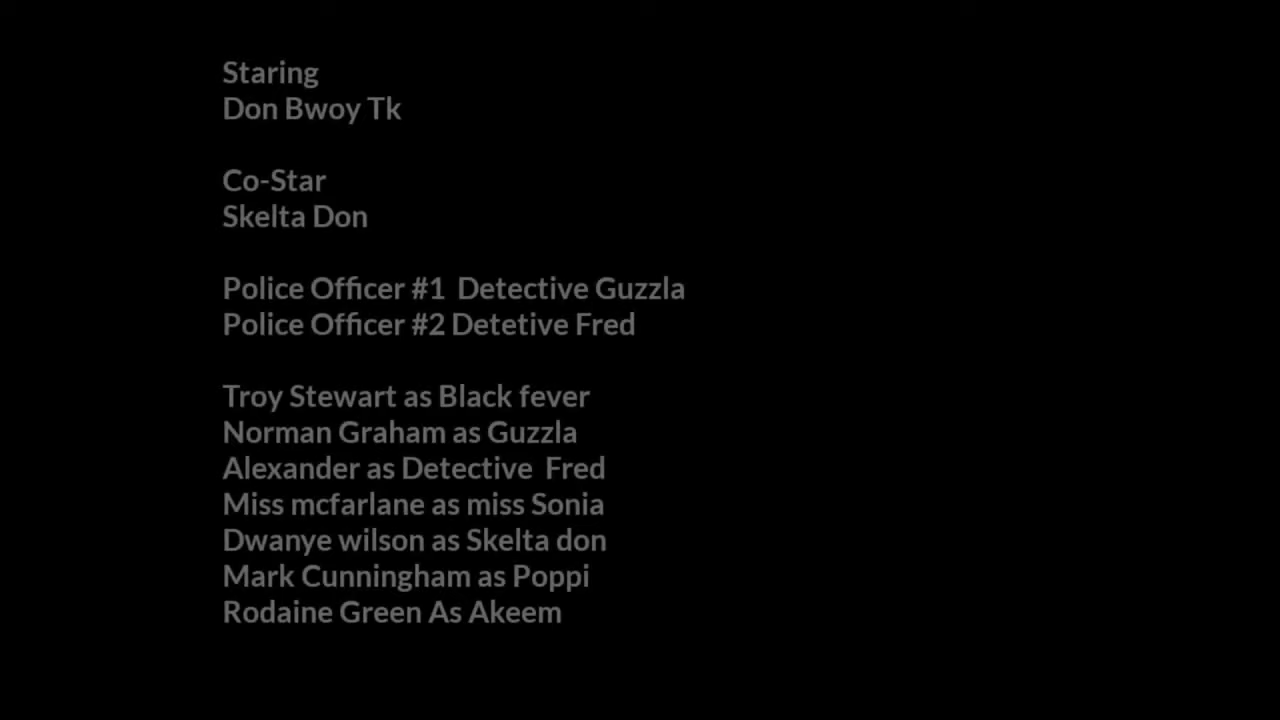 Staring
Don Bwoy Tk
Co-Star
Skelta Don
Police Officer #1  Detective Guzzla
Police Officer #2 Detetive Fred
Troy Stewart as Black fever
Norman Graham as Guzzla
Alexander as Detective  Fred
Miss mcfarlane as miss Sonia
Dwanye wilson as Skelta don
Mark Cunningham as Poppi
Rodaine Green As Akeem